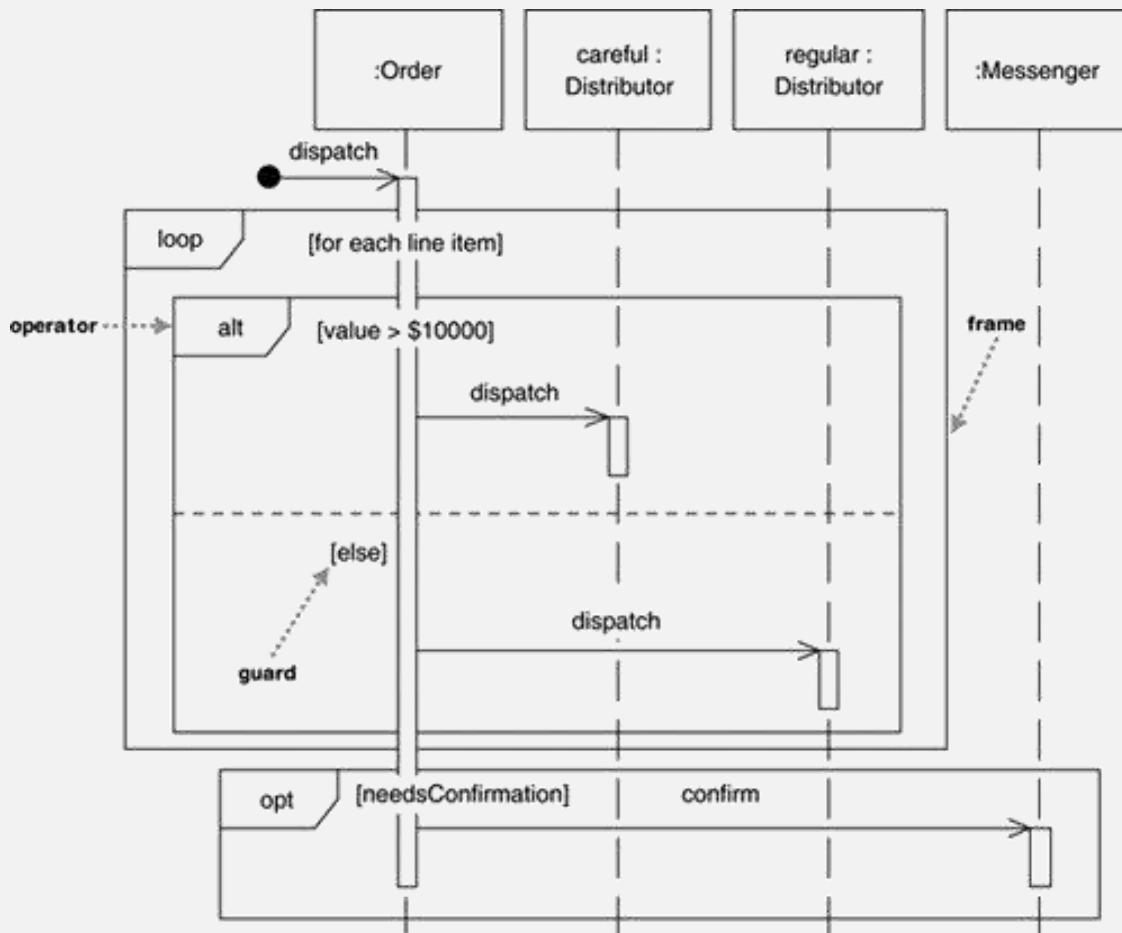 :Order
careful :
Distributor
regular :
Distributor
:Messenger
dispatch
loop
[for each line item]
operator
alt
[value > $10000]
frame
dispatch
[else]
dispatch
guard
opt
[needsConfirmation]
confirm